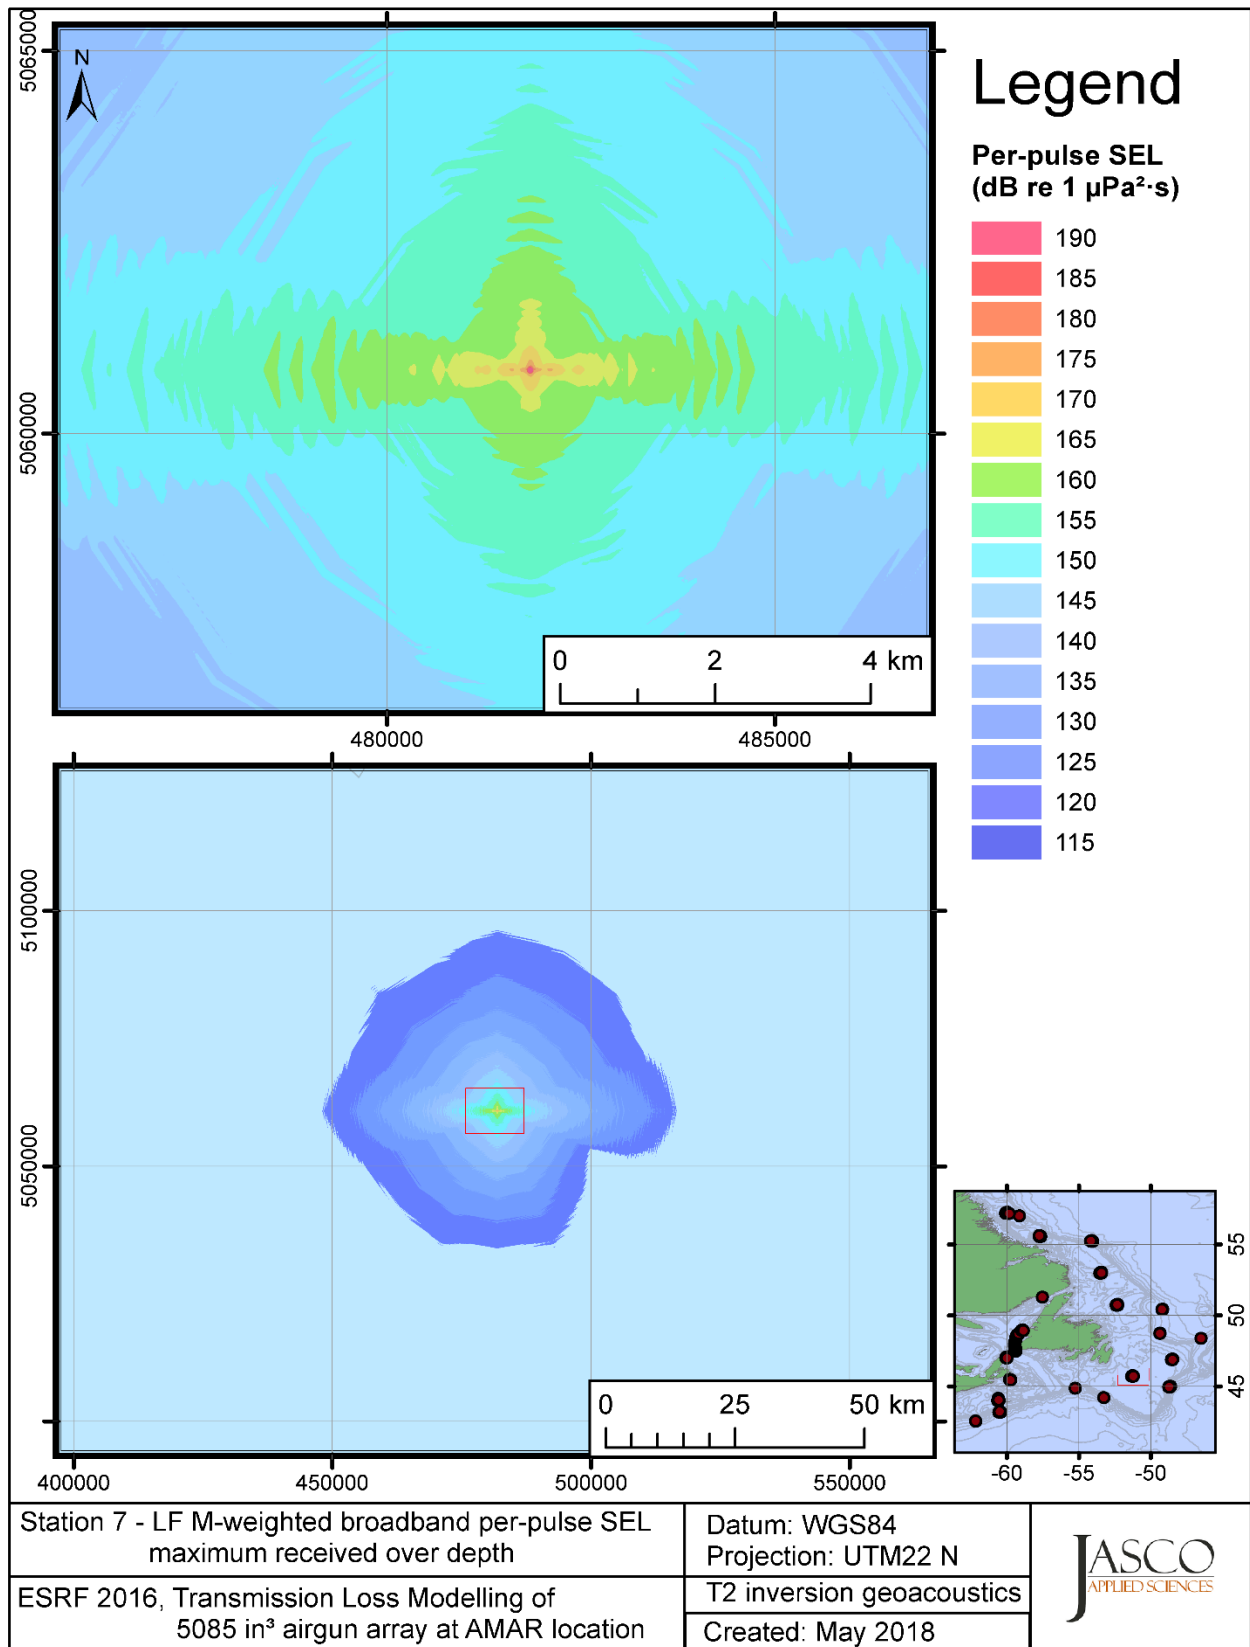 N
5065000
5060000
0 2 4 km
480000 485000
Legend
Per-pulse SEL
(dB re 1 µPa²·s)
190
185
180
175
170
165
160
155
150
145
140
135
130
125
120
115
5100000
5050000
0 25 50 km
400000 450000 500000 550000
55
50
45
-60 -55 -50
Station 7 - LF M-weighted broadband per-pulse SEL
maximum received over depth
ESRF 2016, Transmission Loss Modelling of
5085 in³ airgun array at AMAR location
Datum: WGS84
Projection: UTM22 N
T2 inversion geoacoustics
Created: May 2018
JASCO
APPLIED SCIENCES